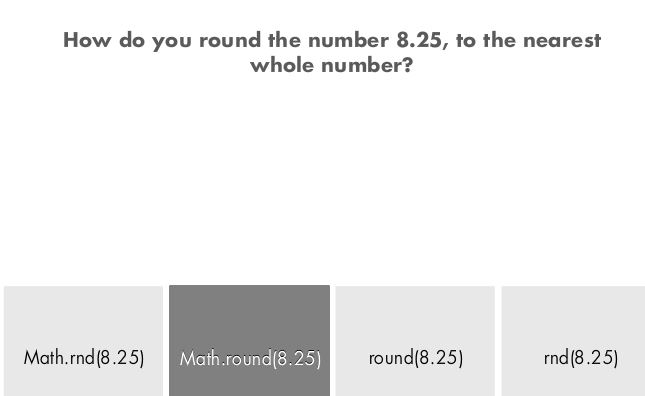 How do you round the number 8.25, to the nearest
whole number?
Math.rnd(8.25)
Math.round(8.25)
round(8.25)
rnd(8.25)